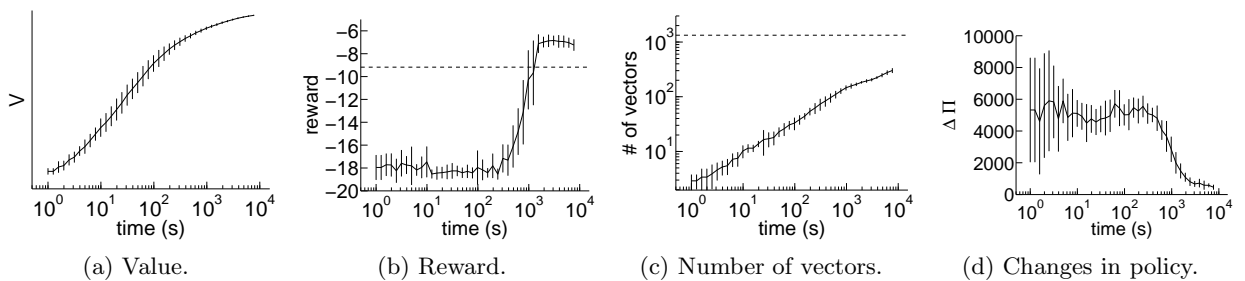 V
10^0 10^1 10^2 10^3 10^4
time (s)
(a) Value.
reward
−6
−8
−10
−12
−14
−16
−18
−20
10^0 10^1 10^2 10^3 10^4
time (s)
(b) Reward.
# of vectors
10^3
10^2
10^1
10^0 10^1 10^2 10^3 10^4
time (s)
(c) Number of vectors.
Δ Π
10000
8000
6000
4000
2000
0
10^0 10^1 10^2 10^3 10^4
time (s)
(d) Changes in policy.